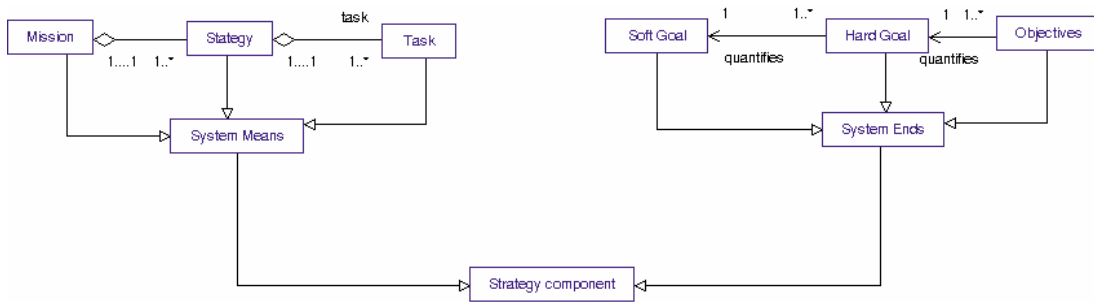 task
1
1..*
1 1..*
Mission
Stategy
Task
Soft Goal
Hard Goal
Objectives
1....1
1..*
1....1
1..*
quantifies
quantifies
System Means
System Ends
Strategy component